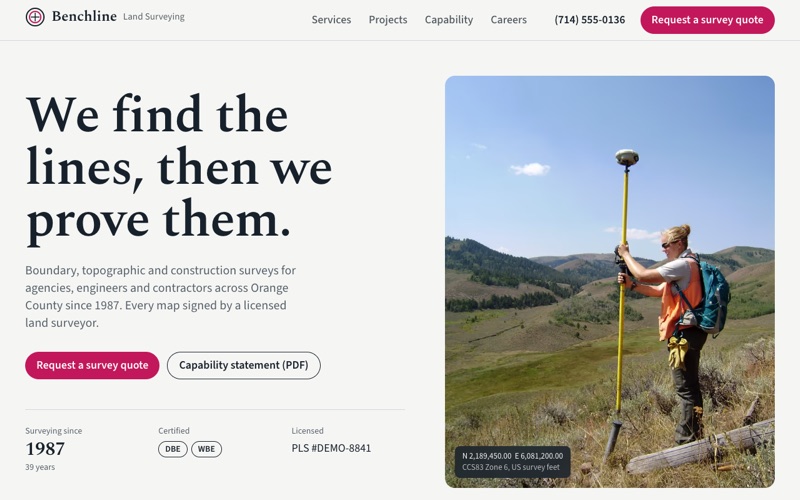 Benchline Land Surveying
Services Projects Capability Careers (714) 555-0136 Request a survey quote
We find the
lines, then we
prove them.
Boundary, topographic and construction surveys for
agencies, engineers and contractors across Orange
County since 1987. Every map signed by a licensed
land surveyor.
Request a survey quote Capability statement (PDF)
Surveying since Certified Licensed
1987 DBE WBE PLS #DEMO-8841
39 years
N 2,189,450.00 E 6,081,200.00
CCS83 Zone 6, US survey feet